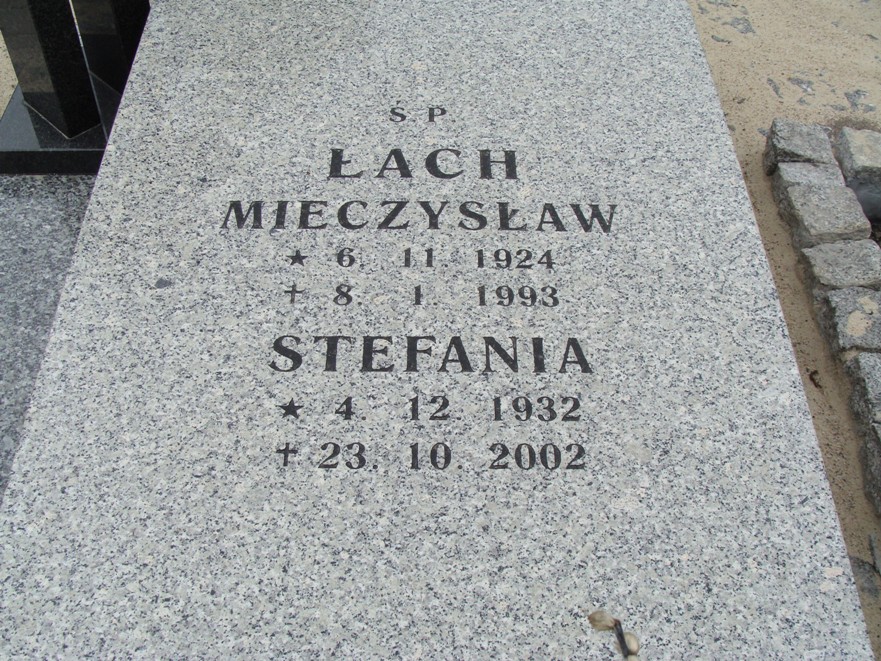 Ś P
ŁACH
MIECZYSŁAW
★ 6. 11. 1924
✝ 8. 1. 1993
STEFANIA
★ 4. 12. 1932
✝ 23. 10. 2002